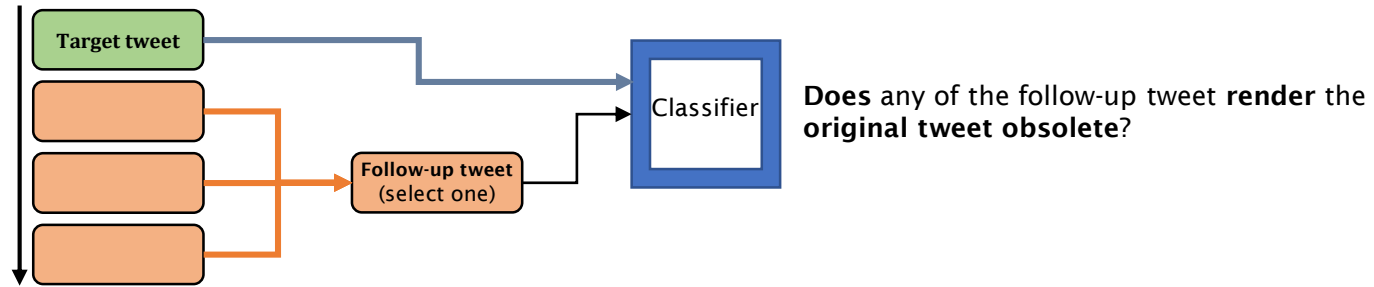 Target tweet
Follow-up tweet
(select one)
Classifier
Does any of the follow-up tweet render the
original tweet obsolete?